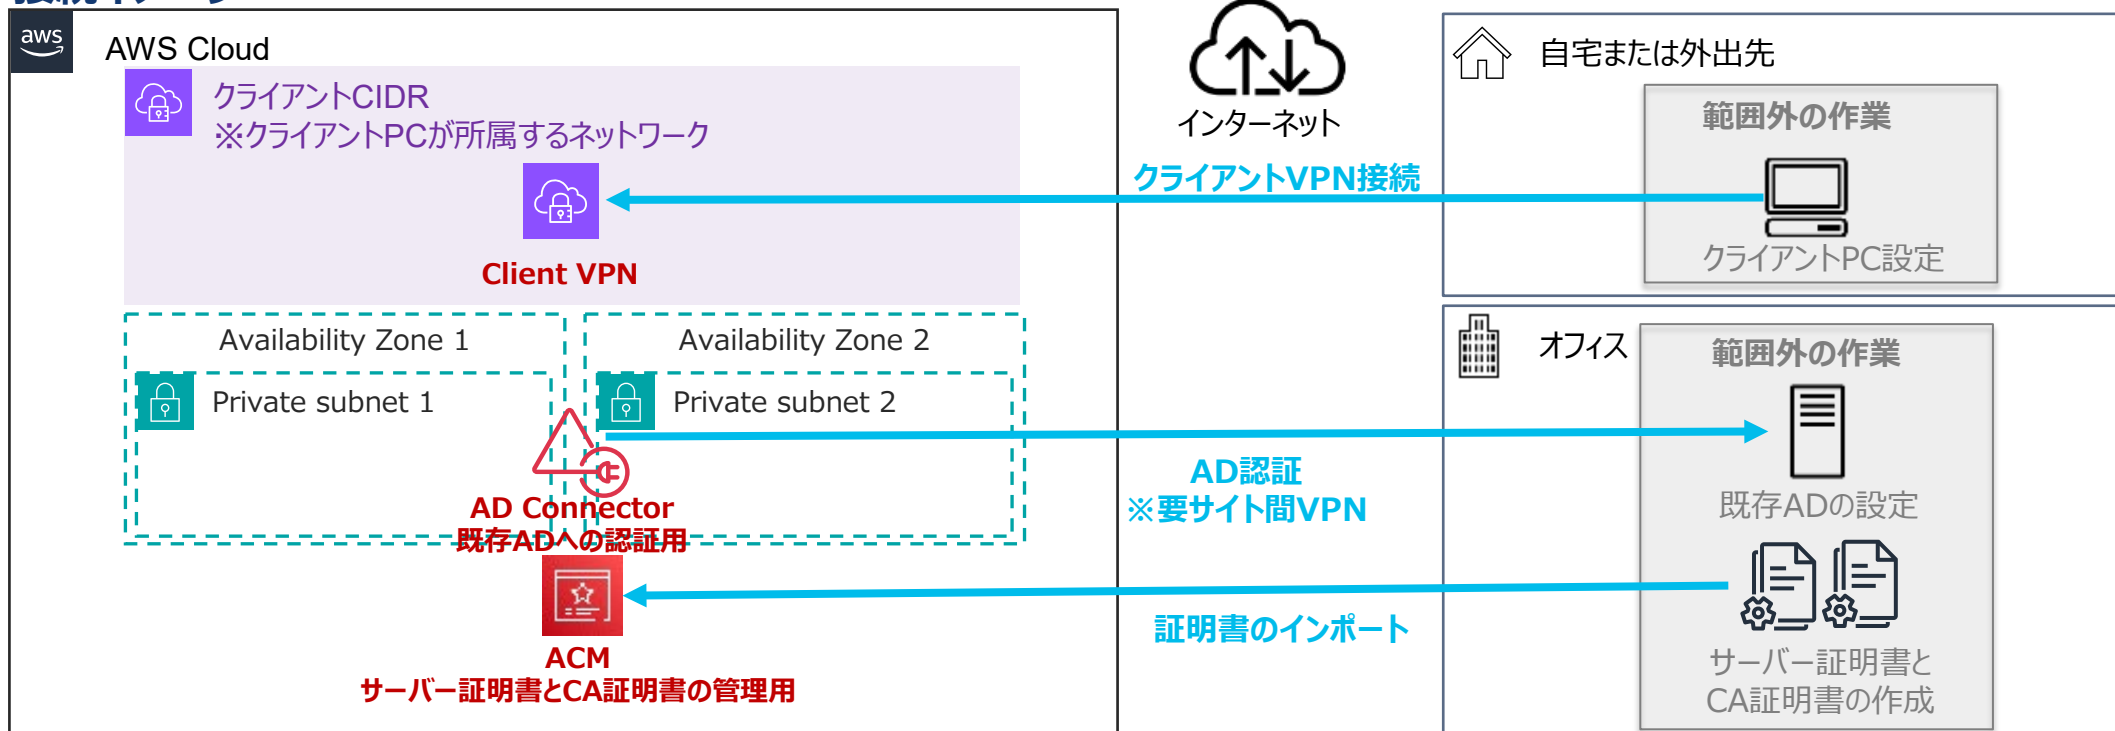 aws
AWS Cloud
クライアントCIDR
※クライアントPCが所属するネットワーク
Client VPN
Availability Zone 1
Availability Zone 2
Private subnet 1
Private subnet 2
AD Connector
既存ADへの認証用
ACM
サーバー証明書とCA証明書の管理用
インターネット
クライアントVPN接続
AD認証
※要サイト間VPN
証明書のインポート
自宅または外出先
範囲外の作業
クライアントPC設定
オフィス
範囲外の作業
既存ADの設定
サーバー証明書と
CA証明書の作成